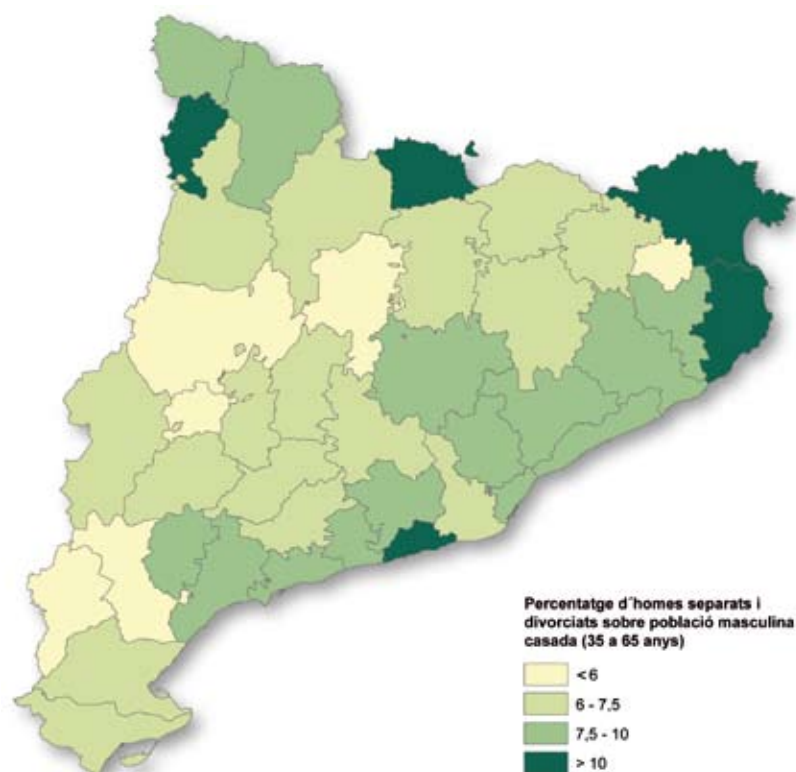 Percentatge d´homes separats i
divorciats sobre població masculina
casada (35 a 65 anys)
<6
6 - 7,5
7,5 - 10
> 10